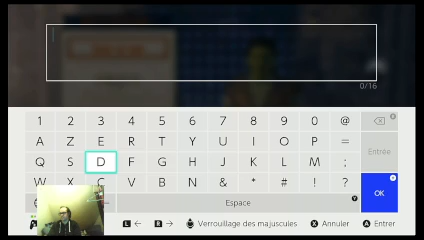 0/16
1 2 3 4 5 6 7 8 9 0 @
A Z E R T Y U I O P =
Q S D F G H J K L M ;
W X C V B N & * # ! ?
Entrée
OK
Espace
L ← R → Verrouillage des majuscules X Annuler A Entrer